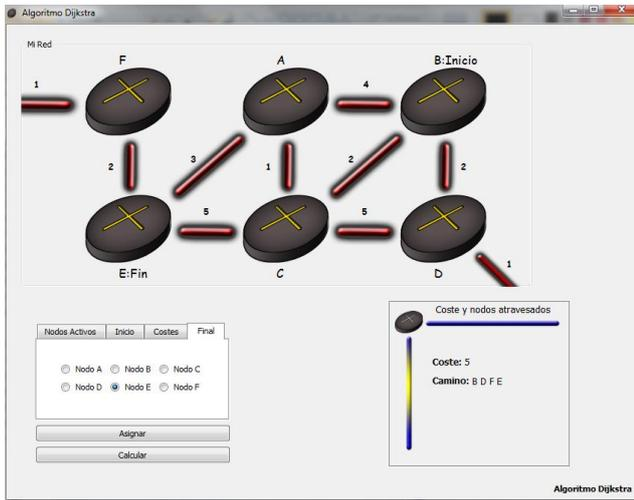 Algoritmo Dijkstra
Mi Red
F
A
B:Inicio
1
4
2
3
1
2
2
5
5
E:Fin
C
D
1
Nodos Activos
Inicio
Costes
Final
Nodo A
Nodo B
Nodo C
Nodo D
Nodo E
Nodo F
Asignar
Calcular
Coste y nodos atravesados
Coste: 5
Camino: B D F E
Algoritmo Dijkstra